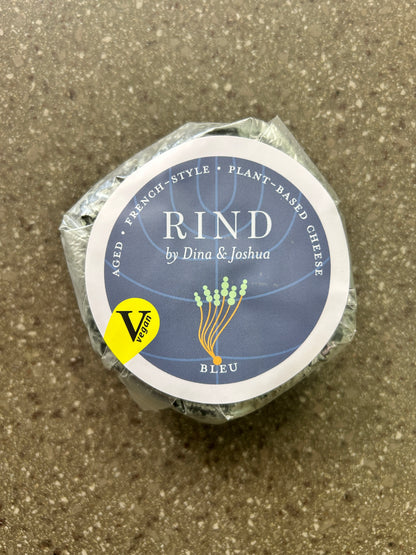 AGED • FRENCH-STYLE • PLANT-BASED CHEESE
RIND
by Dina & Joshua
V
vegan
BLEU